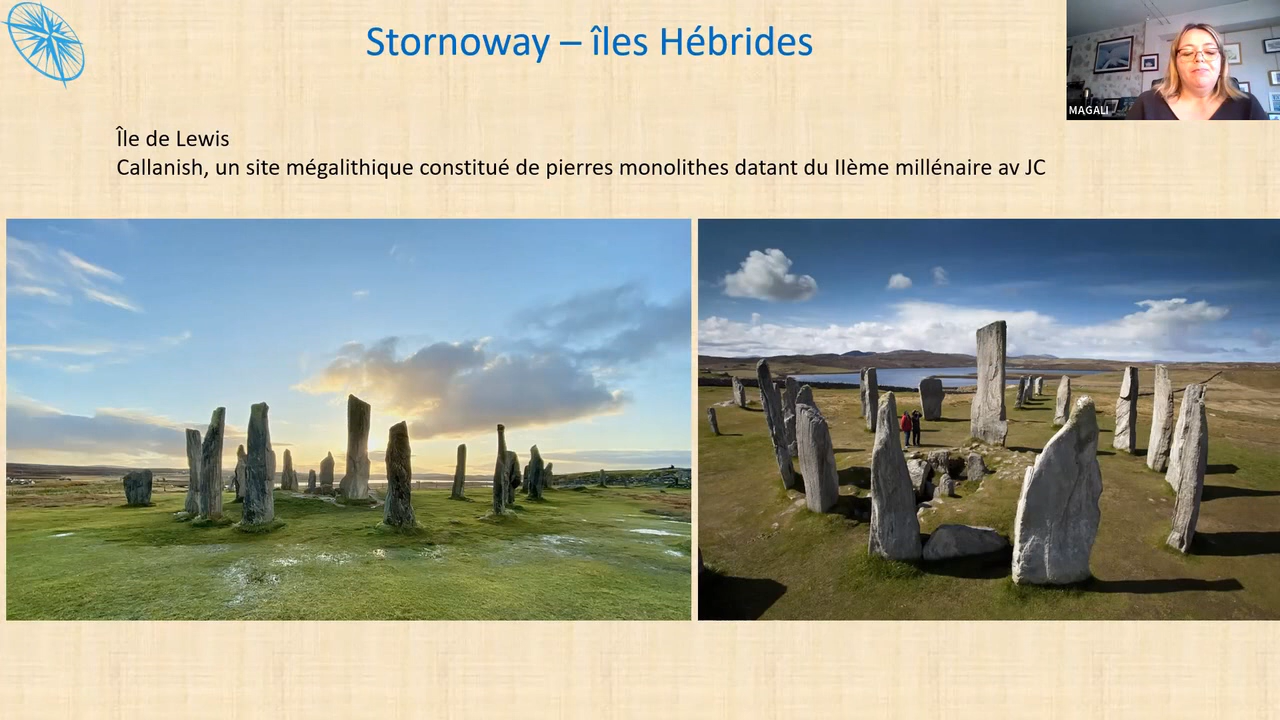 Stornoway – îles Hébrides
MAGALI
Île de Lewis
Callanish, un site mégalithique constitué de pierres monolithes datant du IIème millénaire av JC